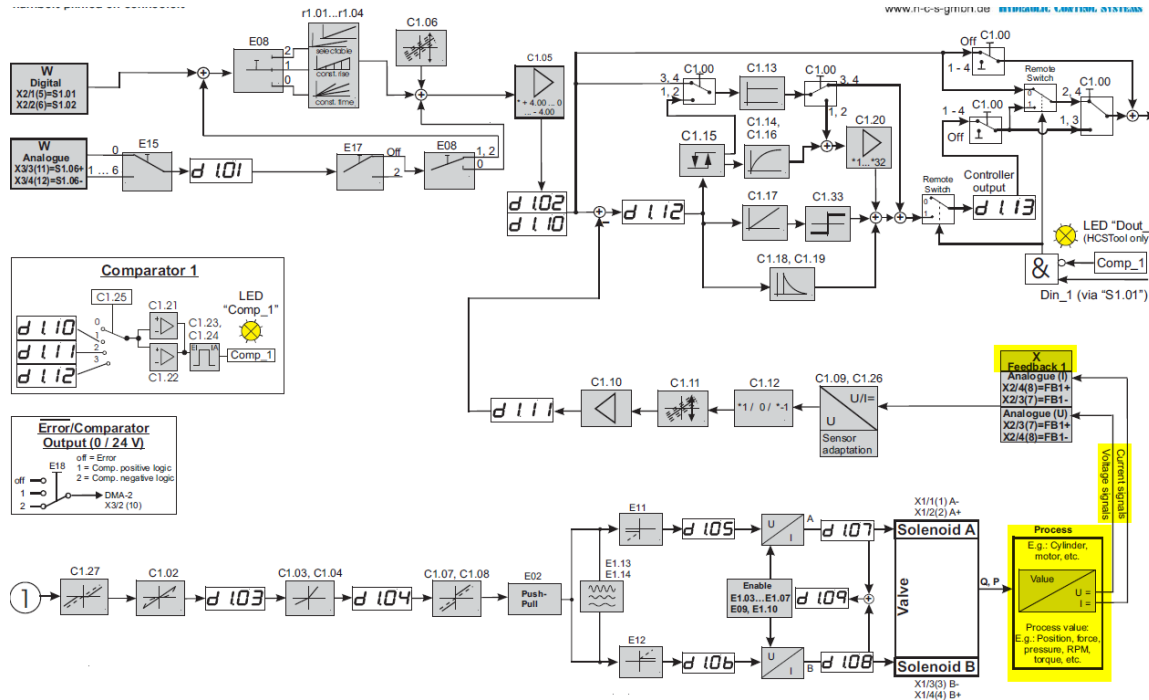 www.h-c-s-gmbh.de HYDRAULIC CONTROL SYSTEMS
r1.01...r1.04
C1.06
W
Digital
X2/1(5)=S1.01
X2/2(6)=S1.02
E08
2
1
0
selectable
const. rise
const. time
C1.05
* + 4.00 ... 0
... - 4.00
W
Analogue
X3/3(11)=S1.06+
X3/4(12)=S1.06-
0
1 ... 6
E15
d 1.01
E17
Off
2
E08
1, 2
0
d 1.02
d 1.10
d 1.12
C1.00
3, 4
1, 2
C1.13
C1.00
3, 4
1, 2
C1.14,
C1.16
C1.15
C1.20
*1... *32
C1.17
C1.33
C1.18, C1.19
Off
1 - 4
C1.00
Remote
Switch
0
1
C1.00
2, 4
1, 3
1 - 4
Off
C1.00
Remote
Switch
0
1
Controller
output
d 1.13
LED "Dout_
(HCSTool only
&
Comp_1
Din_1 (via "S1.01")
Comparator 1
C1.25
d 1.10
d 1.11
d 1.12
0
1
2
3
C1.21
+
-
C1.22
+
-
C1.23,
C1.24
EI IA
LED
"Comp_1"
Comp_1
Error/Comparator
Output (0 / 24 V)
off = Error
1 = Comp. positive logic
2 = Comp. negative logic
E18
off
1
2
DMA-2
X3/2 (10)
d 1.11
C1.10
C1.11
C1.12
*1 / 0 / *-1
C1.09, C1.26
U/I=
U
Sensor
adaptation
X
Feedback 1
Analogue (I)
X2/4(8)=FB1+
X2/3(7)=FB1-
Analogue (U)
X2/3(7)=FB1+
X2/4(8)=FB1-
Current signals
Voltage signals
1
C1.27
C1.02
d 1.03
C1.03, C1.04
d 1.04
C1.07, C1.08
E02
Push-
Pull
E1.13
E1.14
E11
d 1.05
U
I
A
d 1.07
Enable
E1.03...E1.07
E09, E1.10
d 1.09
E12
d 1.06
U
I
B
d 1.08
X1/1(1) A-
X1/2(2) A+
Solenoid A
Valve
Solenoid B
X1/3(3) B-
X1/4(4) B+
Q, P
Process
E.g.: Cylinder,
motor, etc.
Value
U =
I =
Process value:
E.g.: Position, force,
pressure, RPM,
torque, etc.